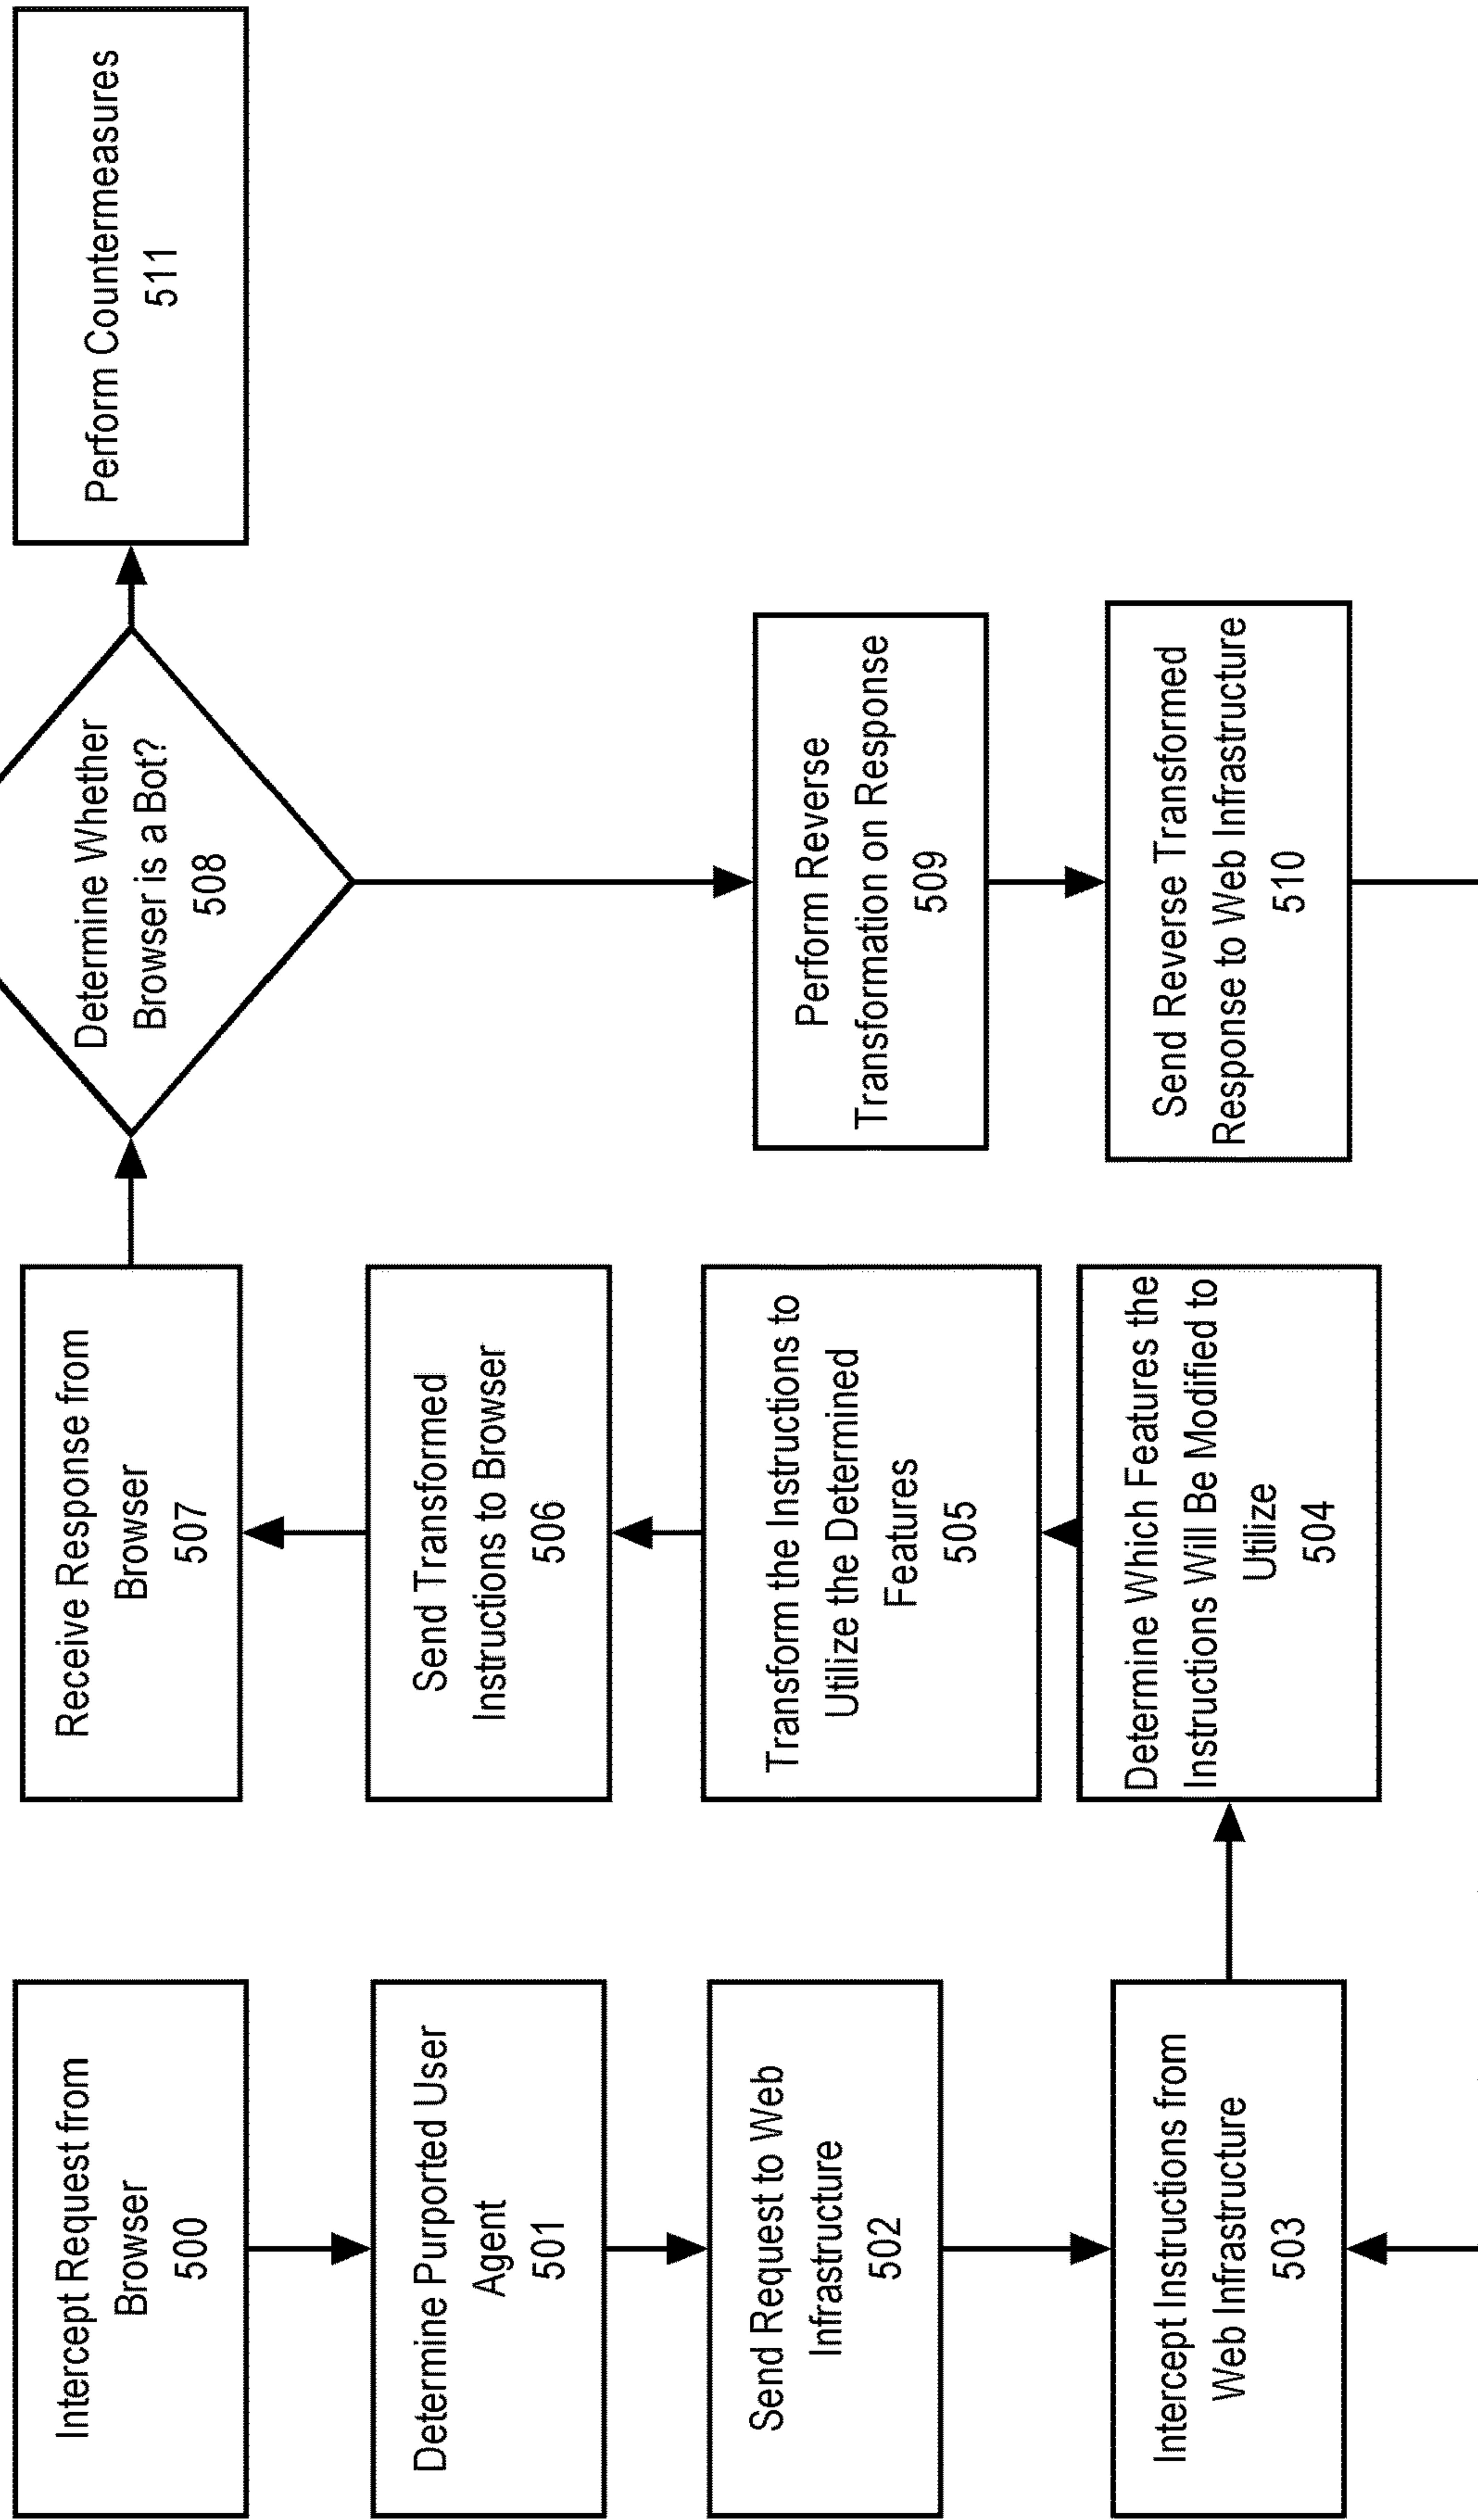 Intercept Request from
Browser
500
Determine Purported User
Agent
501
Send Request to Web
Infrastructure
502
Intercept Instructions from
Web Infrastructure
503
Determine Which Features the
Instructions Will Be Modified to
Utilize
504
Transform the Instructions to
Utilize the Determined
Features
505
Send Transformed
Instructions to Browser
506
Receive Response from
Browser
507
Determine Whether
Browser is a Bot?
508
Perform Reverse
Transformation on Response
509
Send Reverse Transformed
Response to Web Infrastructure
510
Perform Countermeasures
511